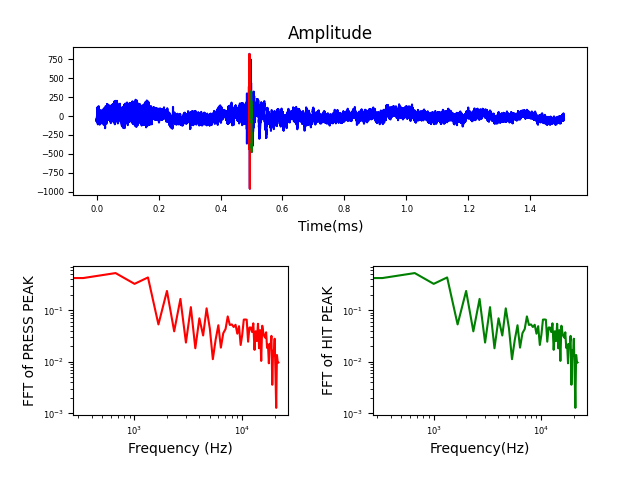 Amplitude
750
500
250
0
−250
−500
−750
−1000
0.0 0.2 0.4 0.6 0.8 1.0 1.2 1.4
Time(ms)
FFT of PRESS PEAK
10⁻¹
10⁻²
10⁻³
10³ 10⁴
Frequency (Hz)
FFT of HIT PEAK
10⁻¹
10⁻²
10⁻³
10³ 10⁴
Frequency(Hz)